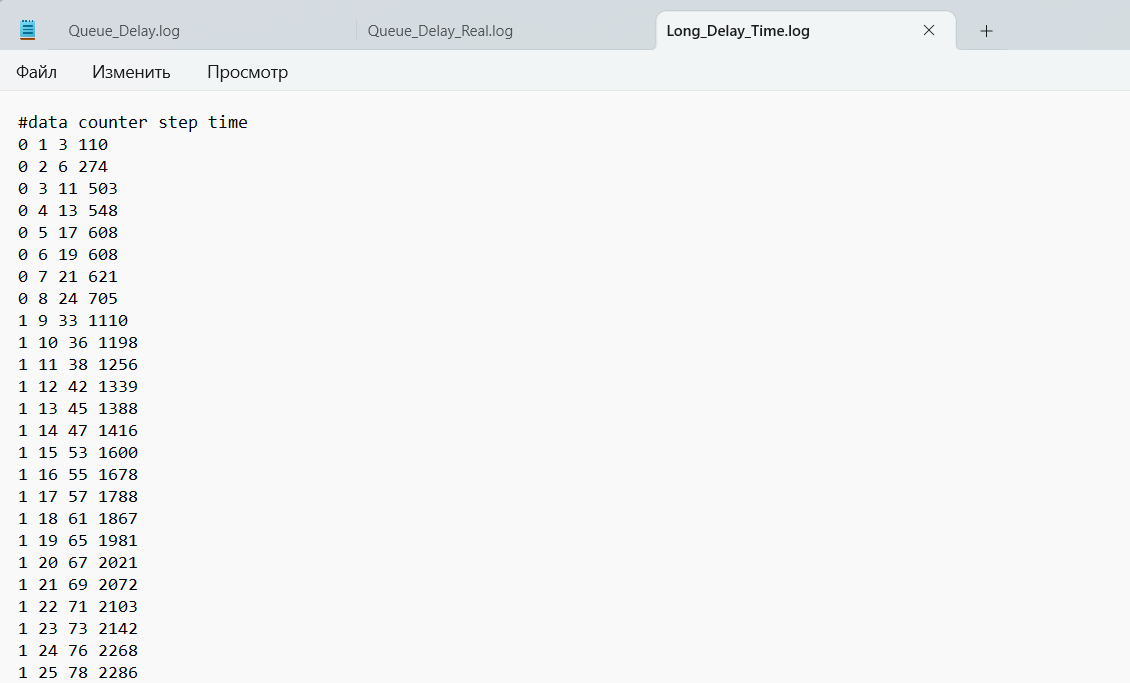 Queue_Delay.log
Queue_Delay_Real.log
Long_Delay_Time.log
Файл
Изменить
Просмотр
#data counter step time
0 1 3 110
0 2 6 274
0 3 11 503
0 4 13 548
0 5 17 608
0 6 19 608
0 7 21 621
0 8 24 705
1 9 33 1110
1 10 36 1198
1 11 38 1256
1 12 42 1339
1 13 45 1388
1 14 47 1416
1 15 53 1600
1 16 55 1678
1 17 57 1788
1 18 61 1867
1 19 65 1981
1 20 67 2021
1 21 69 2072
1 22 71 2103
1 23 73 2142
1 24 76 2268
1 25 78 2286